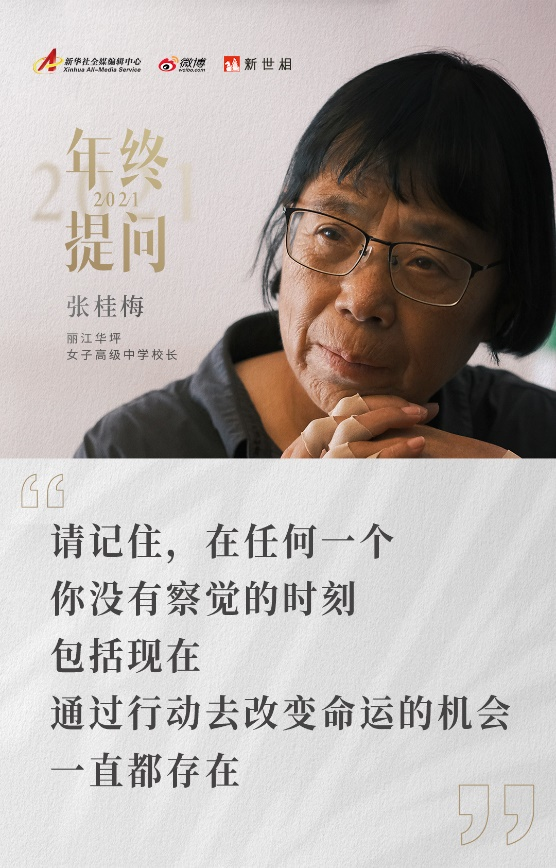 新华社全媒编辑中心
Xinhua All-Media Service
微博
weibo.com
新世相
年终
2021
提问
2021
张桂梅
丽江华坪
女子高级中学校长
请记住，在任何一个
你没有察觉的时刻
包括现在
通过行动去改变命运的机会
一直都存在